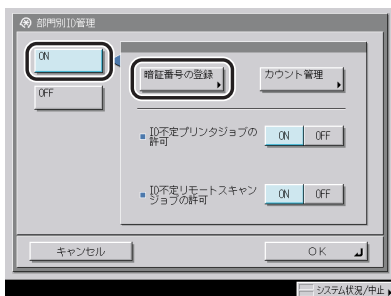 部門別ID管理
ON
OFF
暗証番号の登録
カウント管理
ID不定プリンタジョブの
許可
ON OFF
ID不定リモートスキャン
ジョブの許可
ON OFF
キャンセル
OK
システム状況/中止